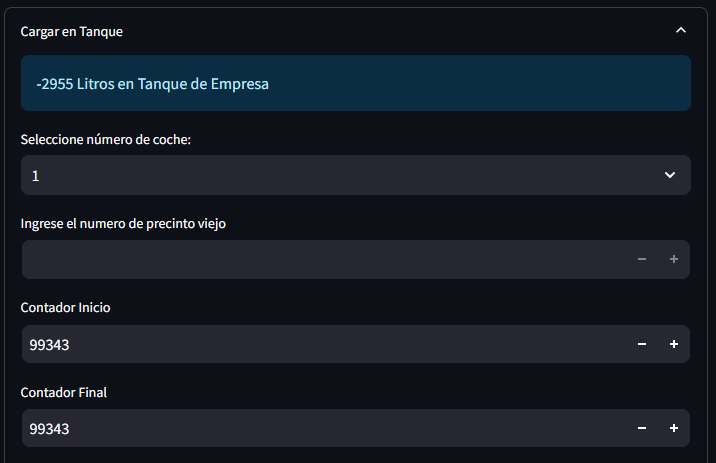 Cargar en Tanque
-2955 Litros en Tanque de Empresa
Seleccione número de coche:
1
Ingrese el numero de precinto viejo
Contador Inicio
99343
Contador Final
99343